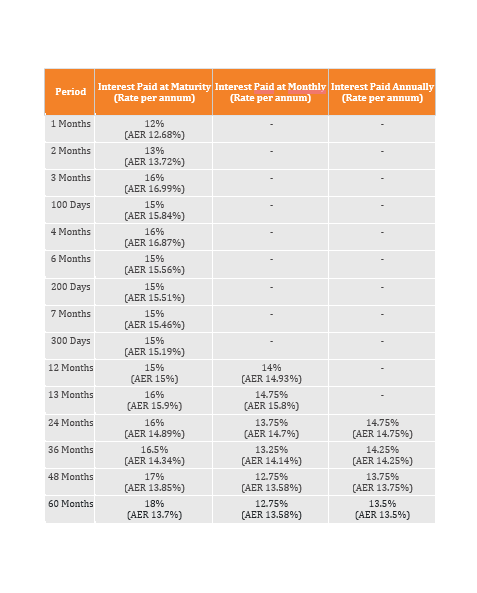 Period Interest Paid at Maturity (Rate per annum) Interest Paid at Monthly (Rate per annum) Interest Paid Annually (Rate per annum)
1 Months 12% (AER 12.68%) - -
2 Months 13% (AER 13.72%) - -
3 Months 16% (AER 16.99%) - -
100 Days 15% (AER 15.84%) - -
4 Months 16% (AER 16.87%) - -
6 Months 15% (AER 15.56%) - -
200 Days 15% (AER 15.51%) - -
7 Months 15% (AER 15.46%) - -
300 Days 15% (AER 15.19%) - -
12 Months 15% (AER 15%) 14% (AER 14.93%) -
13 Months 16% (AER 15.9%) 14.75% (AER 15.8%) -
24 Months 16% (AER 14.89%) 13.75% (AER 14.7%) 14.75% (AER 14.75%)
36 Months 16.5% (AER 14.34%) 13.25% (AER 14.14%) 14.25% (AER 14.25%)
48 Months 17% (AER 13.85%) 12.75% (AER 13.58%) 13.75% (AER 13.75%)
60 Months 18% (AER 13.7%) 12.75% (AER 13.58%) 13.5% (AER 13.5%)